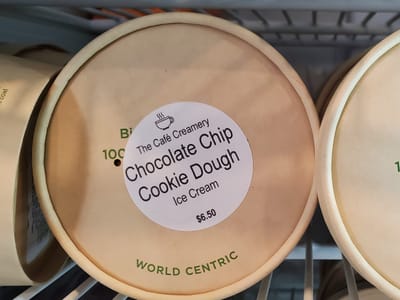 The Café Creamery
Chocolate Chip
Cookie Dough
Ice Cream
$6.50
WORLD CENTRIC